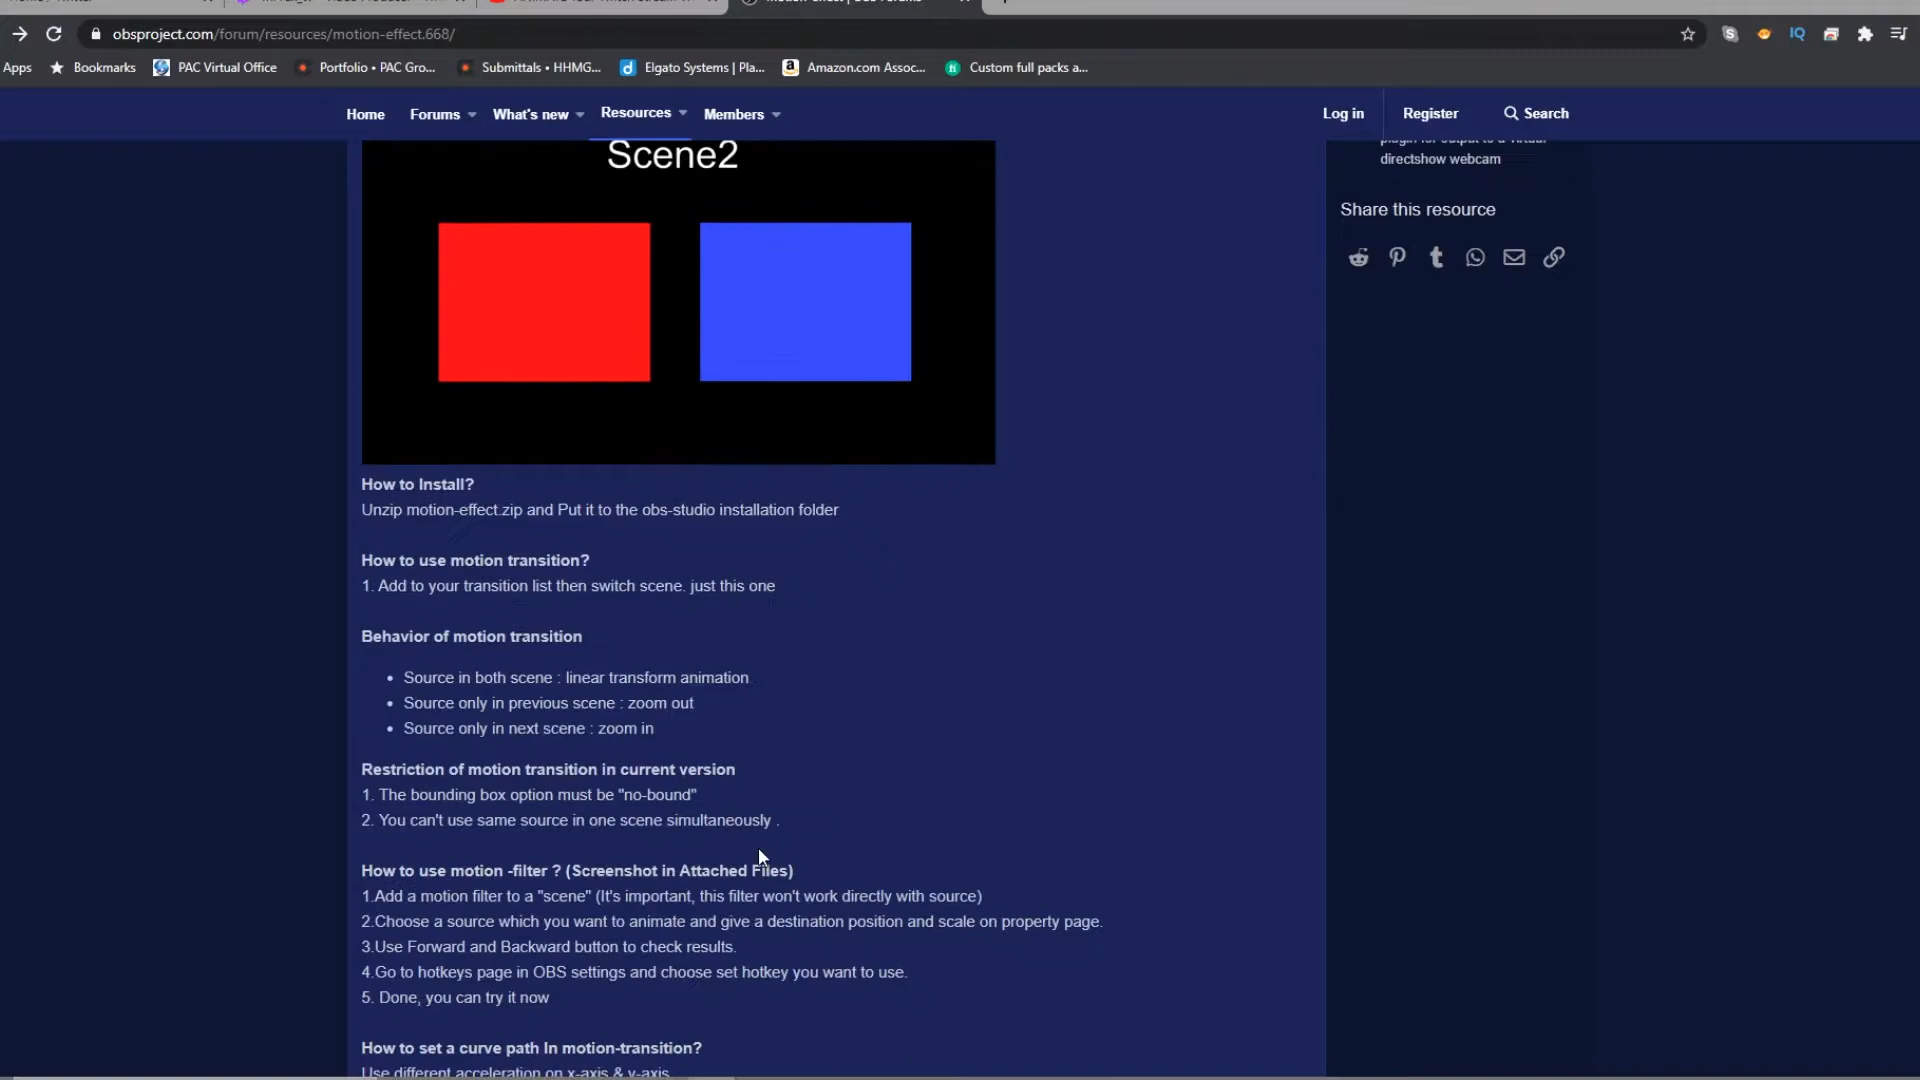 obsproject.com/forum/resources/motion-effect.668/
Apps
Bookmarks
PAC Virtual Office
Portfolio • PAC Gro...
Submittals • HHMG...
Elgato Systems | Pla...
Amazon.com Assoc...
Custom full packs a...
IQ
Home
Forums
What's new
Resources
Members
Log in
Register
Search
Scene2
directshow webcam
Share this resource
How to Install?
Unzip motion-effect.zip and Put it to the obs-studio installation folder
How to use motion transition?
1. Add to your transition list then switch scene. just this one
Behavior of motion transition
• Source in both scene : linear transform animation
• Source only in previous scene : zoom out
• Source only in next scene : zoom in
Restriction of motion transition in current version
1. The bounding box option must be "no-bound"
2. You can't use same source in one scene simultaneously .
How to use motion -filter ? (Screenshot in Attached Files)
1.Add a motion filter to a "scene" (It's important, this filter won't work directly with source)
2.Choose a source which you want to animate and give a destination position and scale on property page.
3.Use Forward and Backward button to check results.
4.Go to hotkeys page in OBS settings and choose set hotkey you want to use.
5. Done, you can try it now
How to set a curve path In motion-transition?
Use different acceleration on x-axis & y-axis